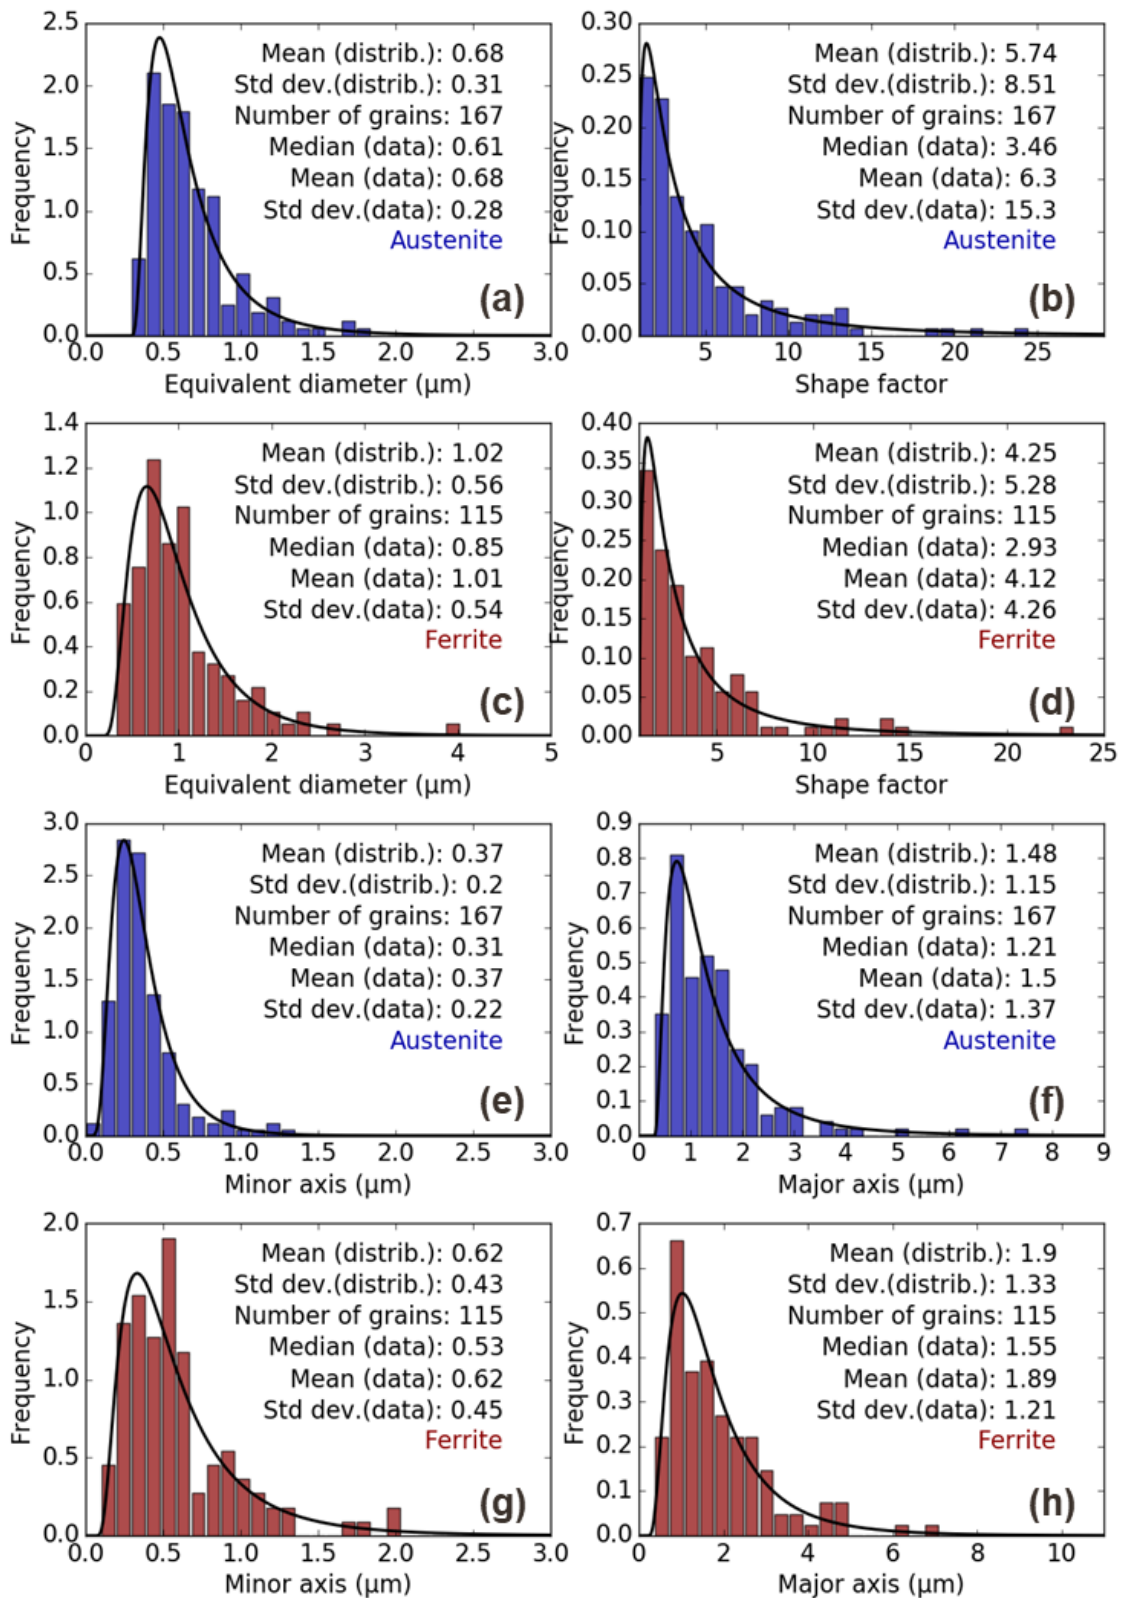 2.5
2.0
1.5
1.0
0.5
0.0
Frequency
Mean (distrib.): 0.68
Std dev.(distrib.): 0.31
Number of grains: 167
Median (data): 0.61
Mean (data): 0.68
Std dev.(data): 0.28
Austenite
(a)
0.0 0.5 1.0 1.5 2.0 2.5 3.0
Equivalent diameter (μm)
0.30
0.25
0.20
0.15
0.10
0.05
0.00
Frequency
Mean (distrib.): 5.74
Std dev.(distrib.): 8.51
Number of grains: 167
Median (data): 3.46
Mean (data): 6.3
Std dev.(data): 15.3
Austenite
(b)
5 10 15 20 25
Shape factor
1.4
1.2
1.0
0.8
0.6
0.4
0.2
0.0
Frequency
Mean (distrib.): 1.02
Std dev.(distrib.): 0.56
Number of grains: 115
Median (data): 0.85
Mean (data): 1.01
Std dev.(data): 0.54
Ferrite
(c)
0 1 2 3 4 5
Equivalent diameter (μm)
0.40
0.35
0.30
0.25
0.20
0.15
0.10
0.05
0.00
Frequency
Mean (distrib.): 4.25
Std dev.(distrib.): 5.28
Number of grains: 115
Median (data): 2.93
Mean (data): 4.12
Std dev.(data): 4.26
Ferrite
(d)
5 10 15 20 25
Shape factor
3.0
2.5
2.0
1.5
1.0
0.5
0.0
Frequency
Mean (distrib.): 0.37
Std dev.(distrib.): 0.2
Number of grains: 167
Median (data): 0.31
Mean (data): 0.37
Std dev.(data): 0.22
Austenite
(e)
0.0 0.5 1.0 1.5 2.0 2.5 3.0
Minor axis (μm)
0.9
0.8
0.7
0.6
0.5
0.4
0.3
0.2
0.1
0.0
Frequency
Mean (distrib.): 1.48
Std dev.(distrib.): 1.15
Number of grains: 167
Median (data): 1.21
Mean (data): 1.5
Std dev.(data): 1.37
Austenite
(f)
0 1 2 3 4 5 6 7 8 9
Major axis (μm)
2.0
1.5
1.0
0.5
0.0
Frequency
Mean (distrib.): 0.62
Std dev.(distrib.): 0.43
Number of grains: 115
Median (data): 0.53
Mean (data): 0.62
Std dev.(data): 0.45
Ferrite
(g)
0.0 0.5 1.0 1.5 2.0 2.5 3.0
Minor axis (μm)
0.7
0.6
0.5
0.4
0.3
0.2
0.1
0.0
Frequency
Mean (distrib.): 1.9
Std dev.(distrib.): 1.33
Number of grains: 115
Median (data): 1.55
Mean (data): 1.89
Std dev.(data): 1.21
Ferrite
(h)
0 2 4 6 8 10
Major axis (μm)